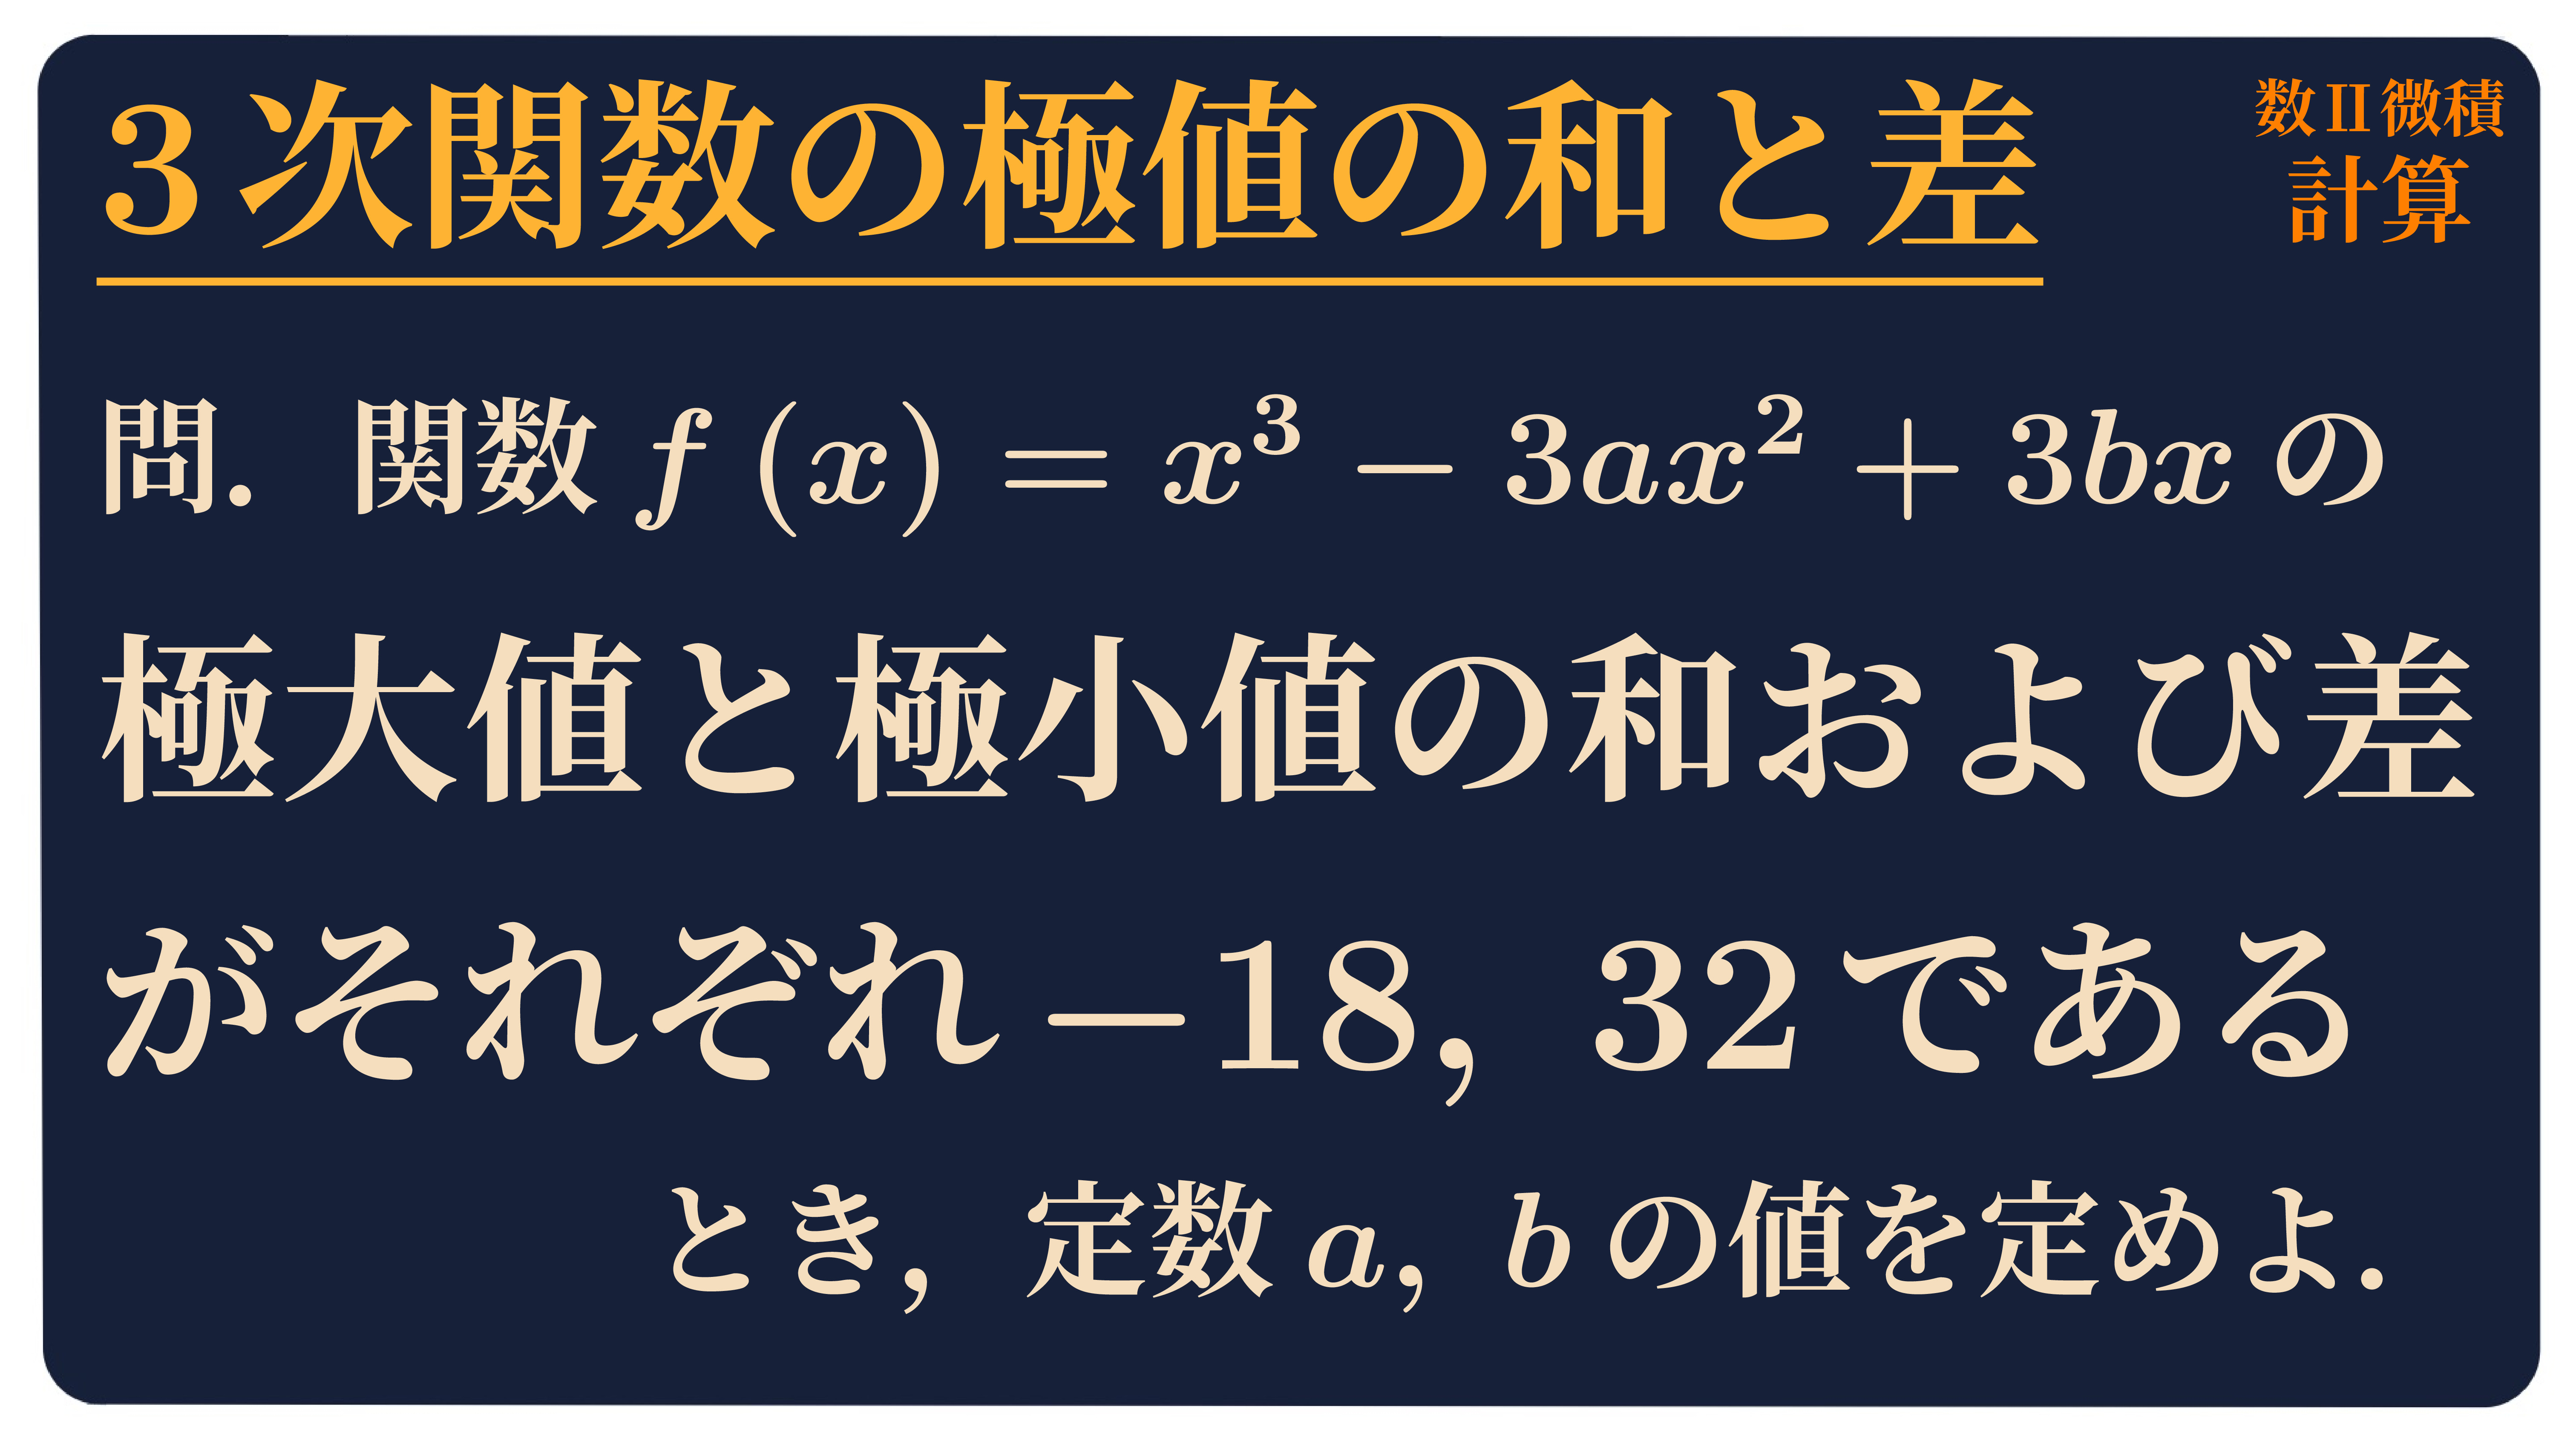 3次関数の極値の和と差
数Ⅱ微積
計算
問. 関数 f(x) = x³ − 3ax² + 3bx の
極大値と極小値の和および差
がそれぞれ −18, 32 である
とき, 定数 a, b の値を定めよ.